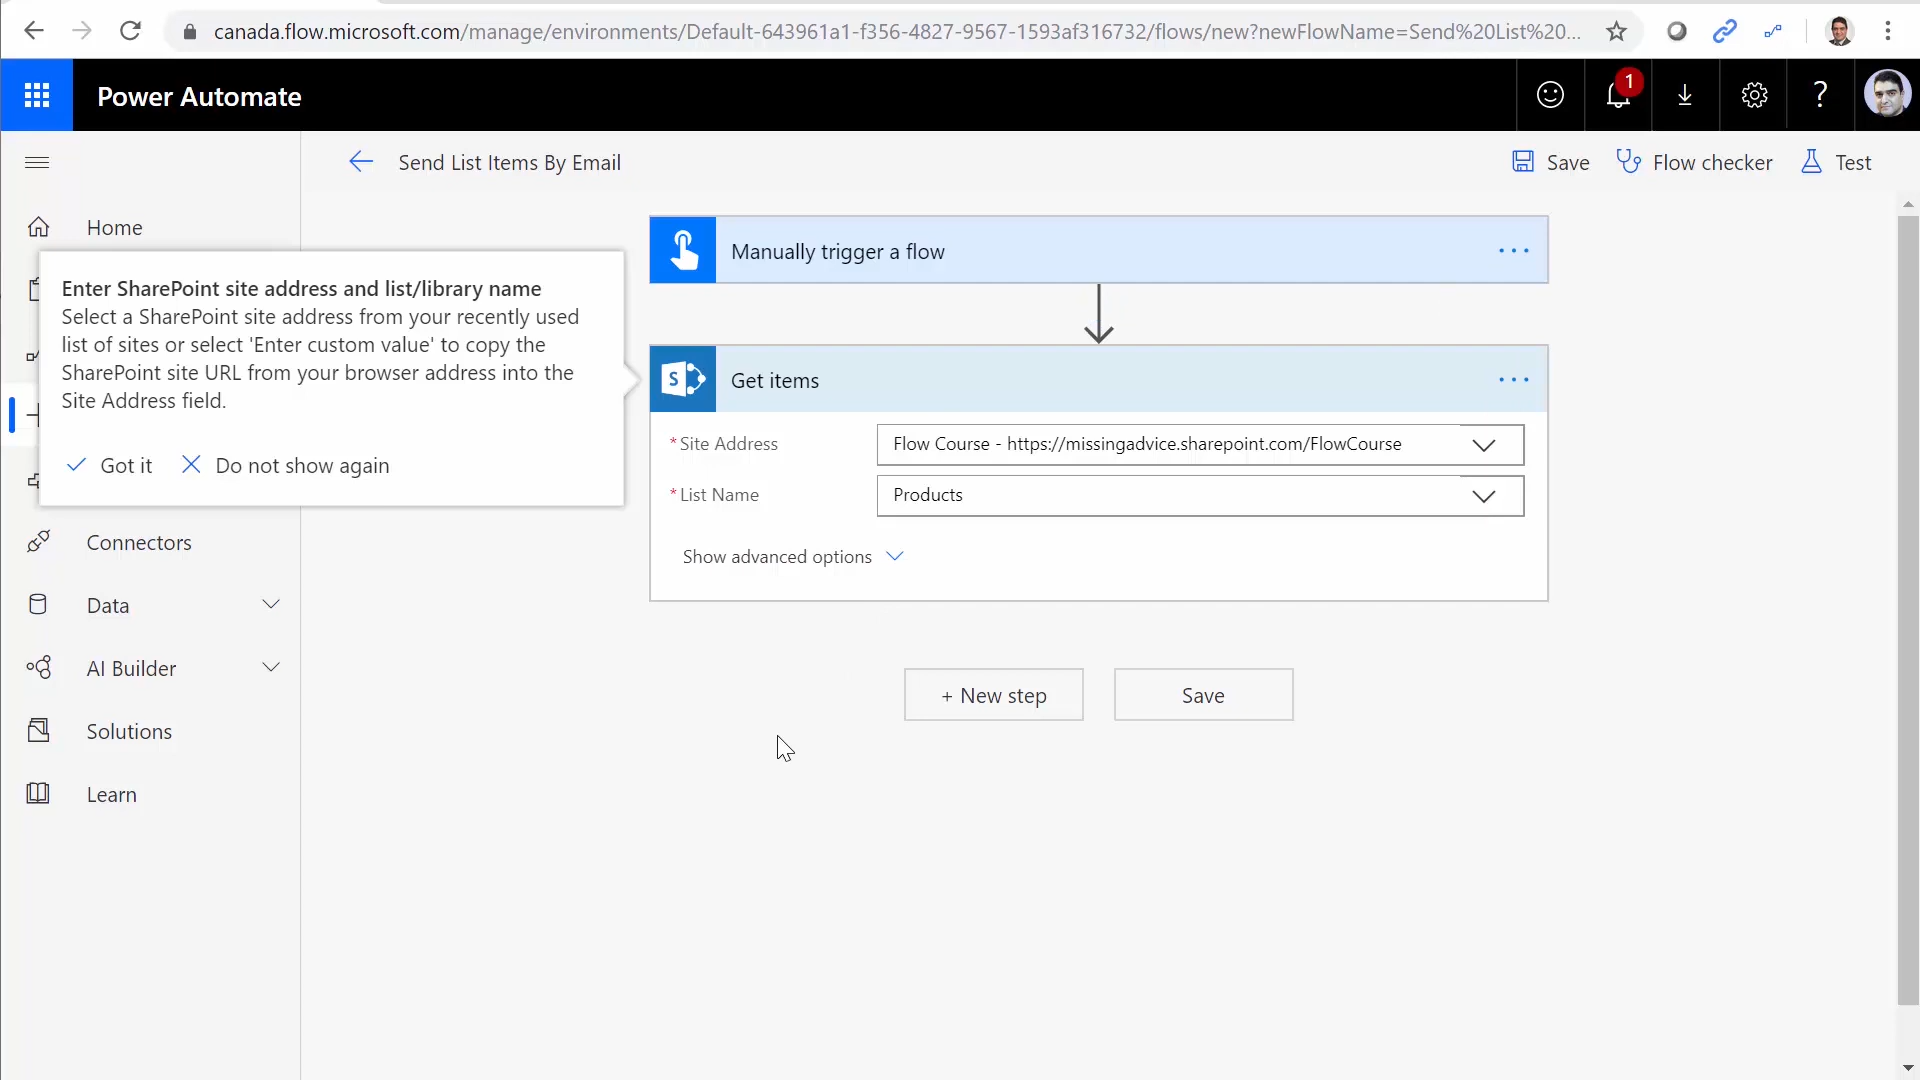 canada.flow.microsoft.com/manage/environments/Default-643961a1-f356-4827-9567-1593af316732/flows/new?newFlowName=Send%20List%20...
Power Automate
1
?
Send List Items By Email
Save
Flow checker
Test
Home
Enter SharePoint site address and list/library name
Select a SharePoint site address from your recently used
list of sites or select 'Enter custom value' to copy the
SharePoint site URL from your browser address into the
Site Address field.
Got it
Do not show again
Connectors
Data
AI Builder
Solutions
Learn
Manually trigger a flow
Get items
*Site Address
Flow Course - https://missingadvice.sharepoint.com/FlowCourse
*List Name
Products
Show advanced options
+ New step
Save